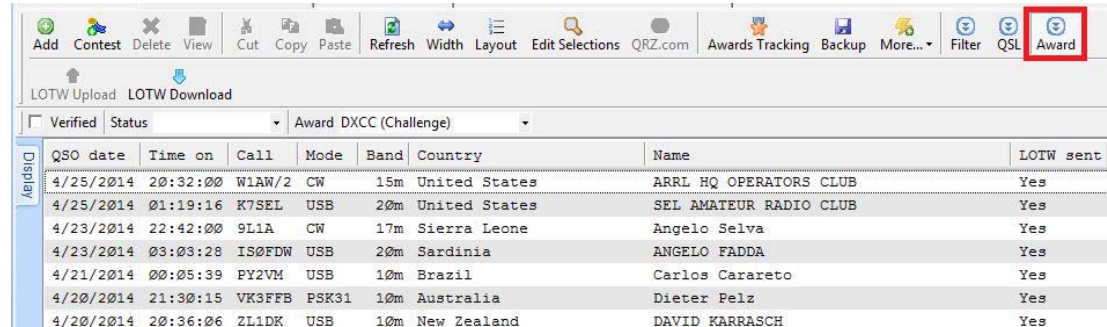 Add Contest Delete View Cut Copy Paste Refresh Width Layout Edit Selections QRZ.com Awards Tracking Backup More... Filter QSL Award
LOTW Upload LOTW Download
Verified Status Award DXCC (Challenge)
Display
QSO date Time on Call Mode Band Country Name LOTW sent
4/25/2014 20:32:00 W1AW/2 CW 15m United States ARRL HQ OPERATORS CLUB Yes
4/25/2014 01:19:16 K7SEL USB 20m United States SEL AMATEUR RADIO CLUB Yes
4/23/2014 22:42:00 9L1A CW 17m Sierra Leone Angelo Selva Yes
4/23/2014 03:03:28 IS0FDW USB 20m Sardinia ANGELO FADDA Yes
4/21/2014 00:05:39 PY2VM USB 10m Brazil Carlos Carareto Yes
4/20/2014 21:30:15 VK3FFB PSK31 10m Australia Dieter Pelz Yes
4/20/2014 20:36:06 ZL1DK USB 10m New Zealand DAVID KARRASCH Yes